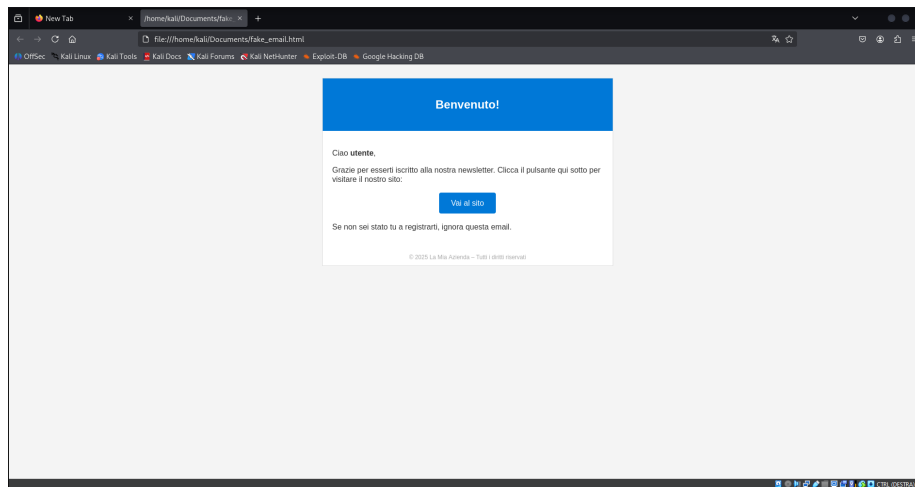 New Tab
/home/kali/Documents/fake_
file:///home/kali/Documents/fake_email.html
OffSec Kali Linux Kali Tools Kali Docs Kali Forums Kali NetHunter Exploit-DB Google Hacking DB
Benvenuto!
Ciao utente,
Grazie per esserti iscritto alla nostra newsletter. Clicca il pulsante qui sotto per
visitare il nostro sito:
Vai al sito
Se non sei stato tu a registrarti, ignora questa email.
© 2025 La Mia Azienda – Tutti i diritti riservati
CTRL (DESTRA)